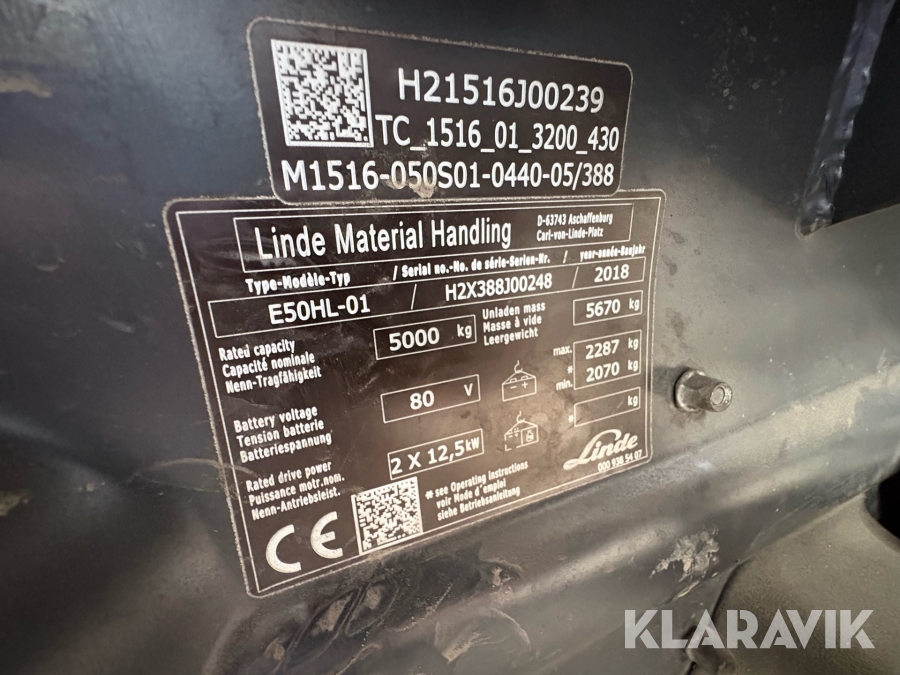 H21516J00239
TC_1516_01_3200_430
M1516-050S01-0440-05/388
Linde Material Handling
D-63743 Aschaffenburg
Carl-von-Linde-Platz
Type-Modèle-Typ / Serial no.-No. de série-Serien-Nr. / year-année-Baujahr
E50HL-01 / H2X388J00248 / 2018
Rated capacity
Capacité nominale
Nenn-Tragfähigkeit
5000 kg
Unladen mass
Masse à vide
Leergewicht
5670 kg
Battery voltage
Tension batterie
Batteriespannung
80 V
- +
max. 2287 kg
*
min. 2070 kg
Rated drive power
Puissance motr.nom.
Nenn-Antriebsleist.
2 X 12,5kW
* kg
CE
* see Operating Instructions
voir Mode d'emploi
siehe Betriebsanleitung
Linde
000 938 54 07
KLARAVIK